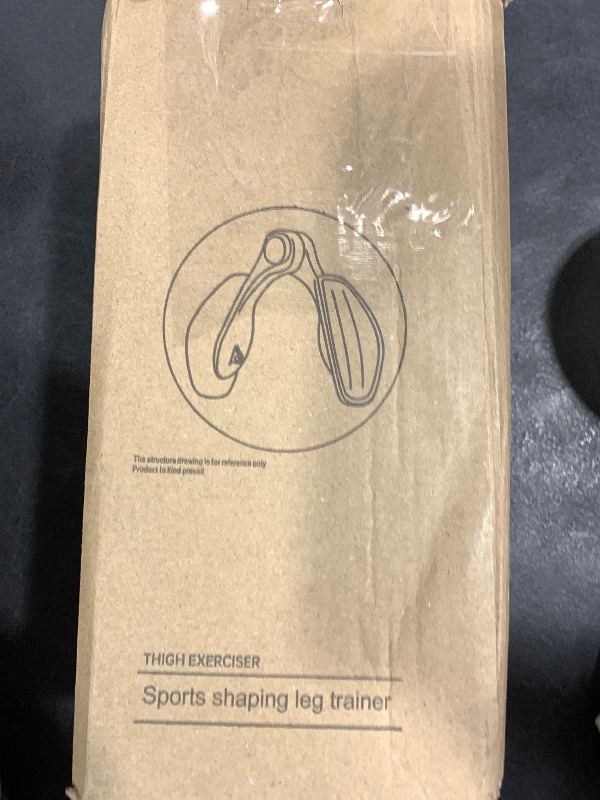 The structure drawing is for reference only
Product in kind prevail
THIGH EXERCISER
Sports shaping leg trainer